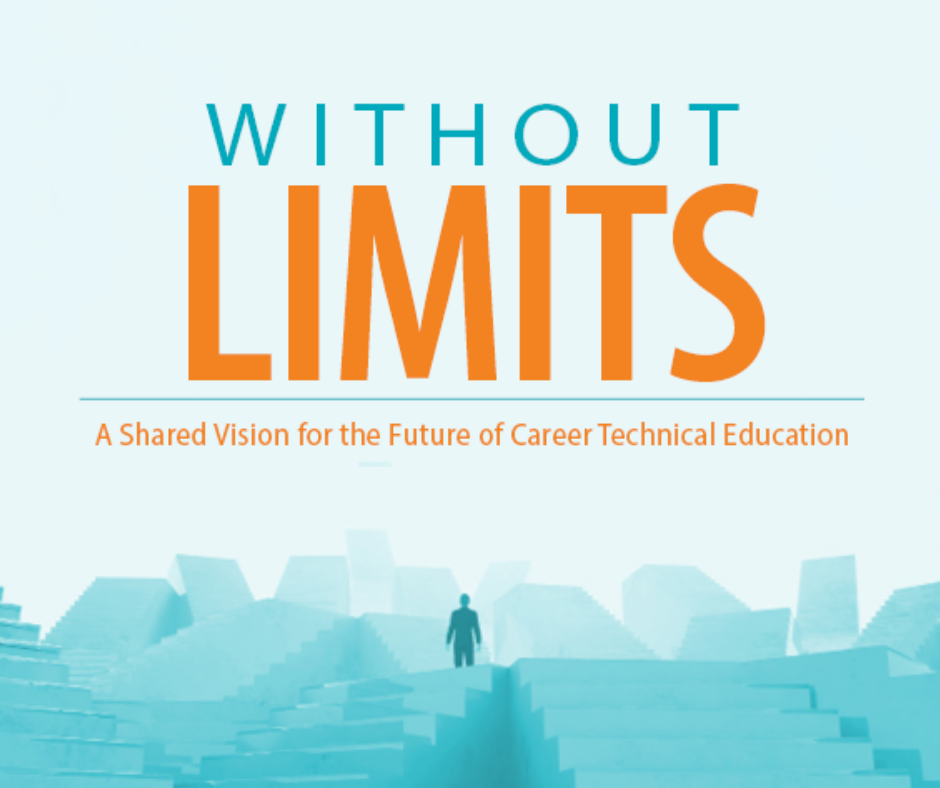 WITHOUT
LIMITS
A Shared Vision for the Future of Career Technical Education